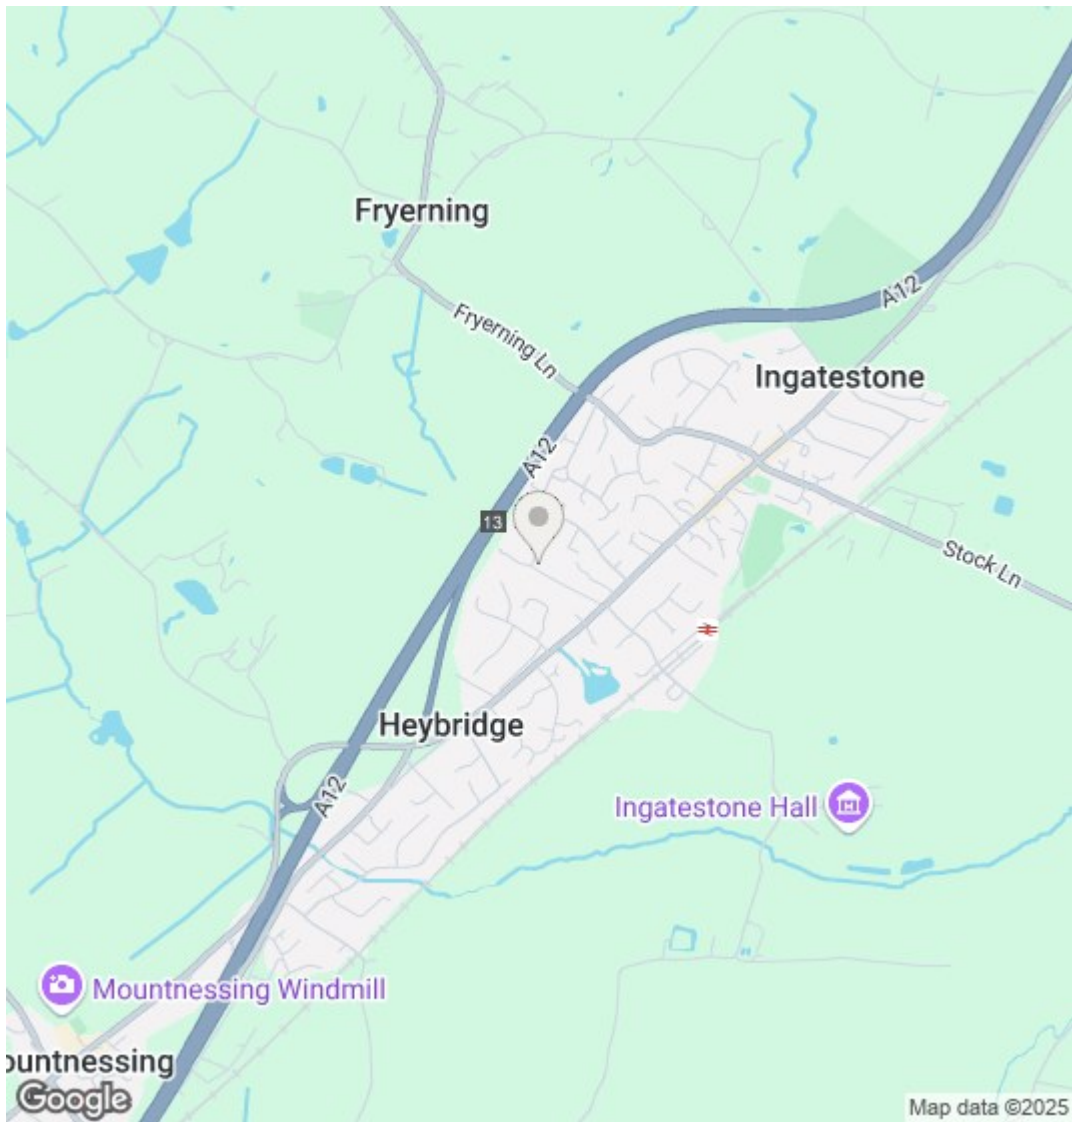 Fryerning
A12
Fryerning Ln
Ingatestone
A12
13
Stock Ln
Heybridge
A12
Ingatestone Hall
Mountnessing Windmill
ountnessing
Google
Map data ©2025